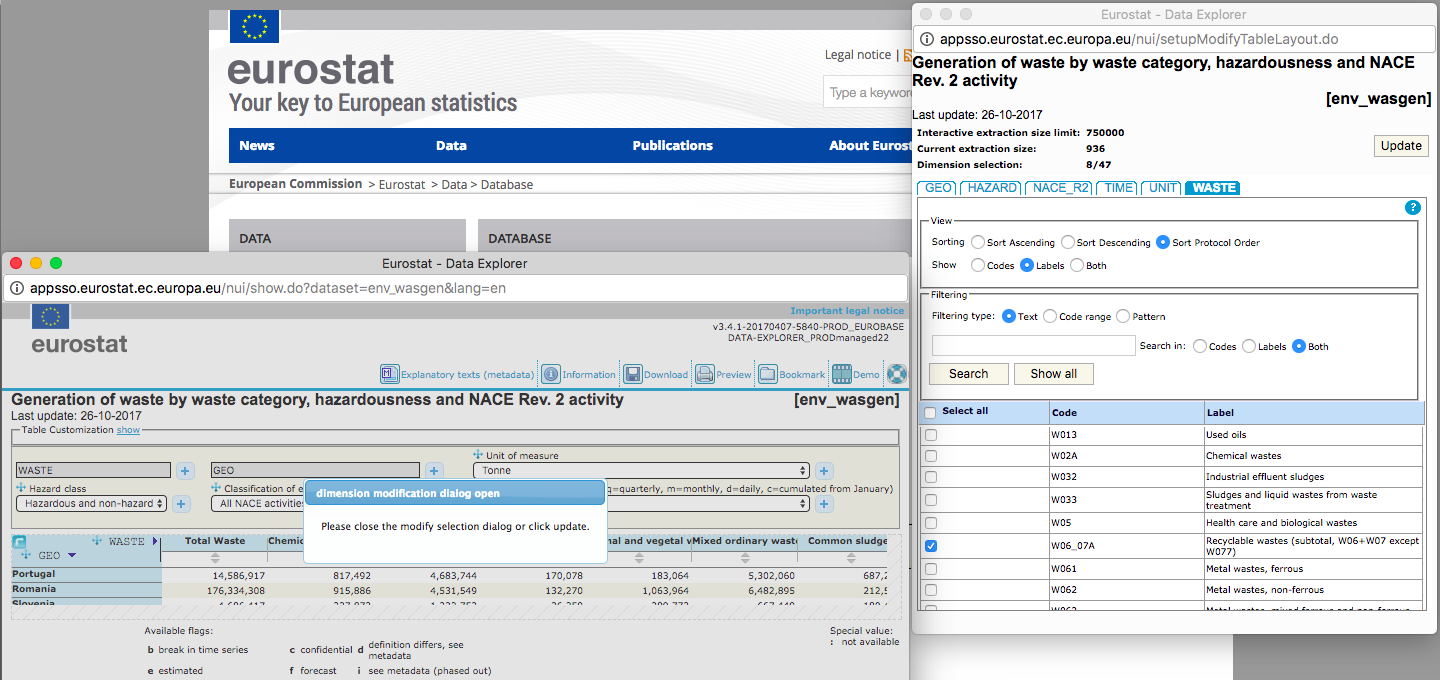 eurostat
Your key to European statistics
Legal notice |
Type a keyword
News Data Publications About Eurost
European Commission > Eurostat > Data > Database
DATA DATABASE
Eurostat - Data Explorer
appsso.eurostat.ec.europa.eu/nui/show.do?dataset=env_wasgen&lang=en
Important legal notice
eurostat
v3.4.1-20170407-5840-PROD_EUROBASE
DATA-EXPLORER_PRODmanaged22
Explanatory texts (metadata) Information Download Preview Bookmark Demo
Generation of waste by waste category, hazardousness and NACE Rev. 2 activity [env_wasgen]
Last update: 26-10-2017
Table Customization show
Unit of measure
WASTE + GEO + Tonne +
Hazard class Classification of e q=quarterly, m=monthly, d=daily, c=cumulated from January)
Hazardous and non-hazard + All NACE activities +
dimension modification dialog open
Please close the modify selection dialog or click update.
WASTE Total Waste Chemic nal and vegetal w Mixed ordinary waste Common sludge
GEO
Portugal 14,586,917 817,492 4,683,744 170,078 183,064 5,302,060 687,2
Romania 176,334,308 915,886 4,531,549 132,270 1,063,964 6,482,895 212,5
Slovenia
Available flags: Special value:
b break in time series c confidential d definition differs, see metadata : not available
e estimated f forecast i see metadata (phased out)
Eurostat - Data Explorer
appsso.eurostat.ec.europa.eu/nui/setupModifyTableLayout.do
Generation of waste by waste category, hazardousness and NACE
Rev. 2 activity
[env_wasgen]
Last update: 26-10-2017
Interactive extraction size limit: 750000
Current extraction size: 936
Dimension selection: 8/47
Update
GEO HAZARD NACE_R2 TIME UNIT WASTE
?
View
Sorting Sort Ascending Sort Descending Sort Protocol Order
Show Codes Labels Both
Filtering
Filtering type: Text Code range Pattern
Search in: Codes Labels Both
Search Show all
Select all Code Label
W013 Used oils
W02A Chemical wastes
W032 Industrial effluent sludges
W033 Sludges and liquid wastes from waste treatment
W05 Health care and biological wastes
W06_07A Recyclable wastes (subtotal, W06+W07 except W077)
W061 Metal wastes, ferrous
W062 Metal wastes, non-ferrous
W063 Metal wastes, mixed ferrous and non-ferrous